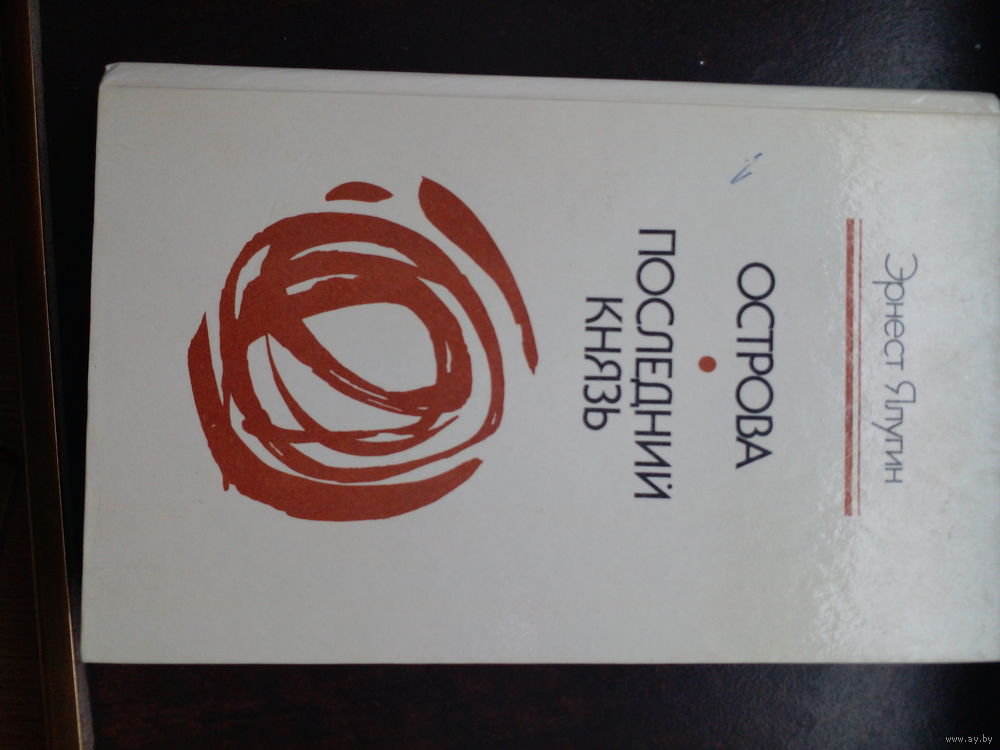 Эрнест Ялугин
ОСТРОВА
ПОСЛЕДНИЙ
КНЯЗЬ
www.ay.by